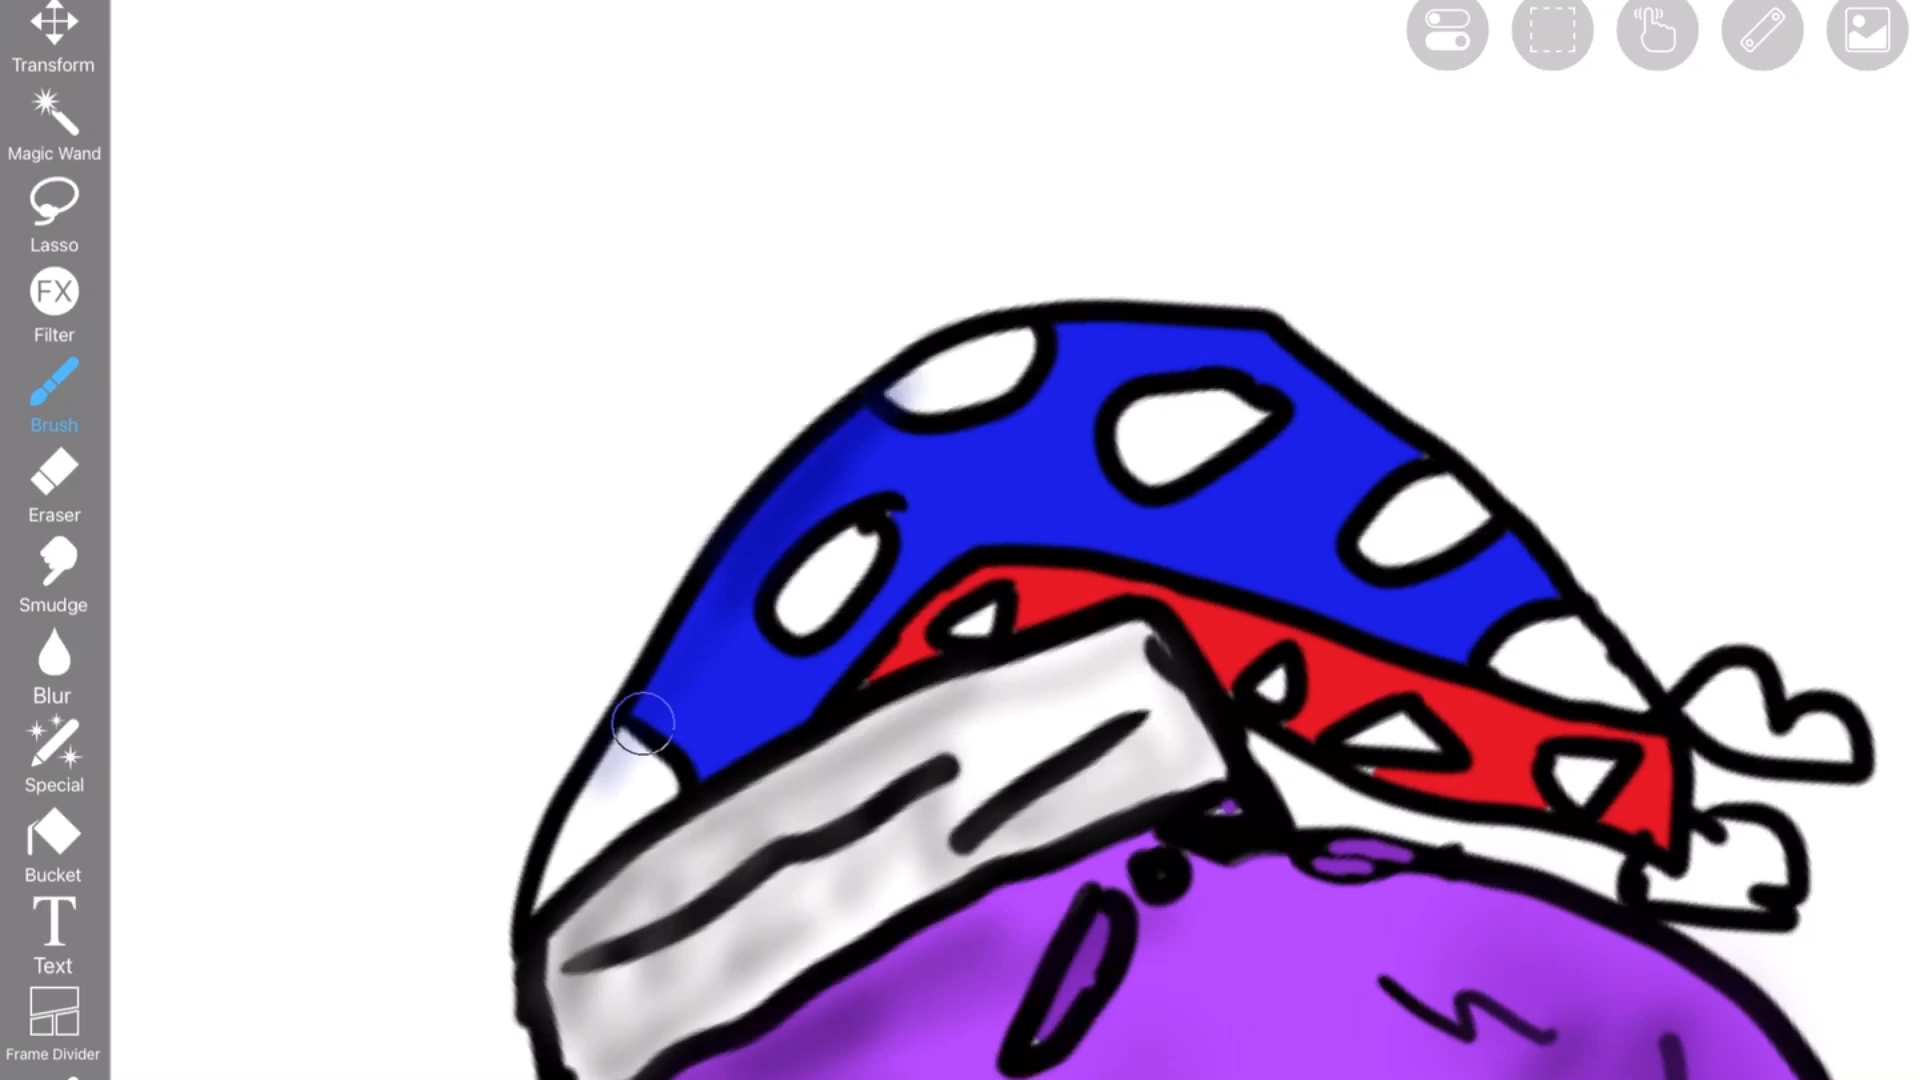 Transform
Magic Wand
Lasso
FX
Filter
Brush
Eraser
Smudge
Blur
Special
Bucket
T
Text
Frame Divider